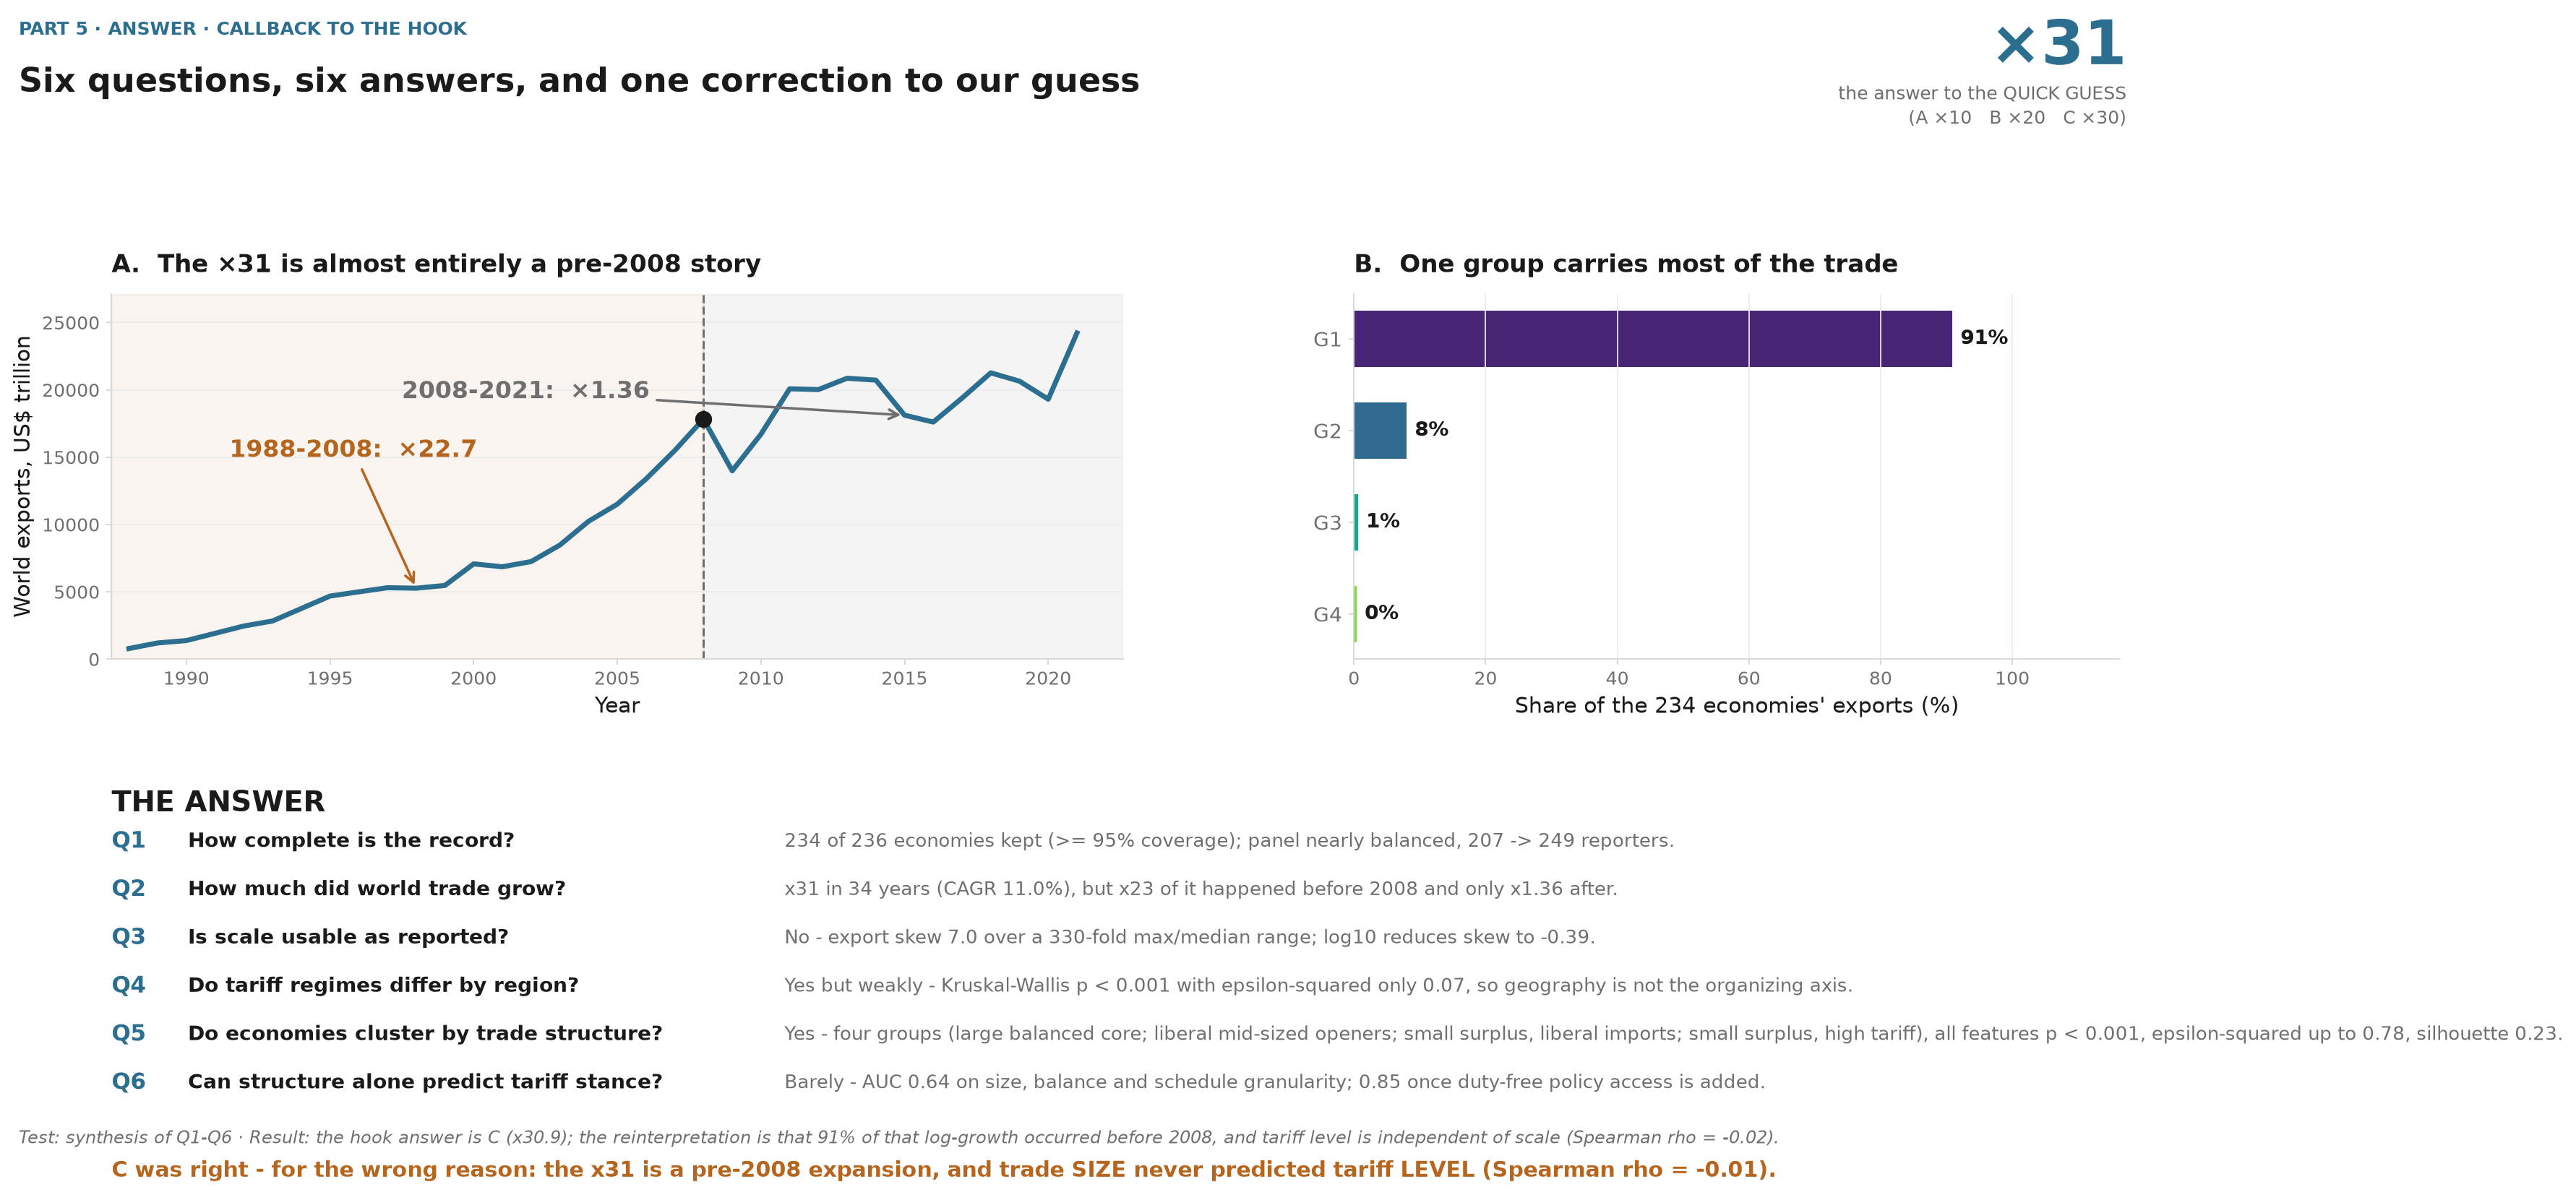 PART 5 · ANSWER · CALLBACK TO THE HOOK
Six questions, six answers, and one correction to our guess
×31
the answer to the QUICK GUESS
(A ×10 B ×20 C ×30)
A. The ×31 is almost entirely a pre-2008 story
World exports, US$ trillion
25000
20000
15000
10000
5000
0
2008-2021: ×1.36
1988-2008: ×22.7
1990 1995 2000 2005 2010 2015 2020
Year
B. One group carries most of the trade
G1 91%
G2 8%
G3 1%
G4 0%
0 20 40 60 80 100
Share of the 234 economies' exports (%)
THE ANSWER
Q1 How complete is the record? 234 of 236 economies kept (>= 95% coverage); panel nearly balanced, 207 -> 249 reporters.
Q2 How much did world trade grow? x31 in 34 years (CAGR 11.0%), but x23 of it happened before 2008 and only x1.36 after.
Q3 Is scale usable as reported? No - export skew 7.0 over a 330-fold max/median range; log10 reduces skew to -0.39.
Q4 Do tariff regimes differ by region? Yes but weakly - Kruskal-Wallis p < 0.001 with epsilon-squared only 0.07, so geography is not the organizing axis.
Q5 Do economies cluster by trade structure? Yes - four groups (large balanced core; liberal mid-sized openers; small surplus, liberal imports; small surplus, high tariff), all features p < 0.001, epsilon-squared up to 0.78, silhouette 0.23.
Q6 Can structure alone predict tariff stance? Barely - AUC 0.64 on size, balance and schedule granularity; 0.85 once duty-free policy access is added.
Test: synthesis of Q1-Q6 · Result: the hook answer is C (x30.9); the reinterpretation is that 91% of that log-growth occurred before 2008, and tariff level is independent of scale (Spearman rho = -0.02).
C was right - for the wrong reason: the x31 is a pre-2008 expansion, and trade SIZE never predicted tariff LEVEL (Spearman rho = -0.01).